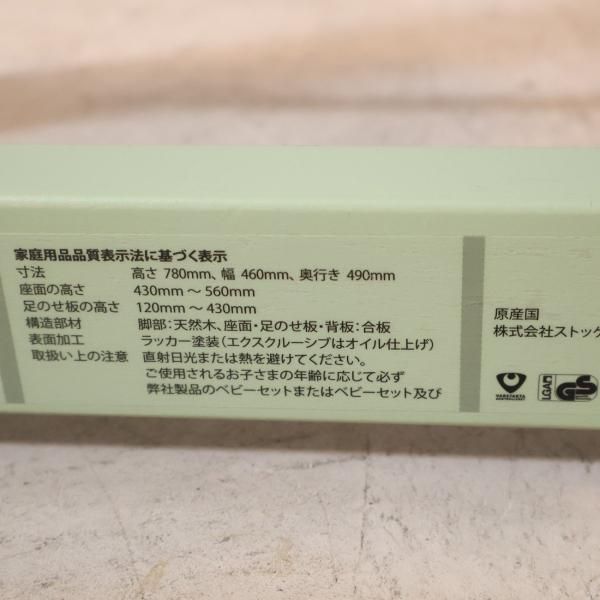 家庭用品品質表示法に基づく表示
寸法 高さ 780mm、幅 460mm、奥行き 490mm
座面の高さ 430mm ～ 560mm
足のせ板の高さ 120mm ～ 430mm
構造部材 脚部:天然木、座面・足のせ板・背板:合板
表面加工 ラッカー塗装(エクスクルーシブはオイル仕上げ)
取扱い上の注意 直射日光または熱を避けてください。
ご使用されるお子さまの年齢に応じて必ず
弊社製品のベビーセットまたはベビーセット及び
原産国
株式会社ストッケ
VAREFAKTA
LGA
GS